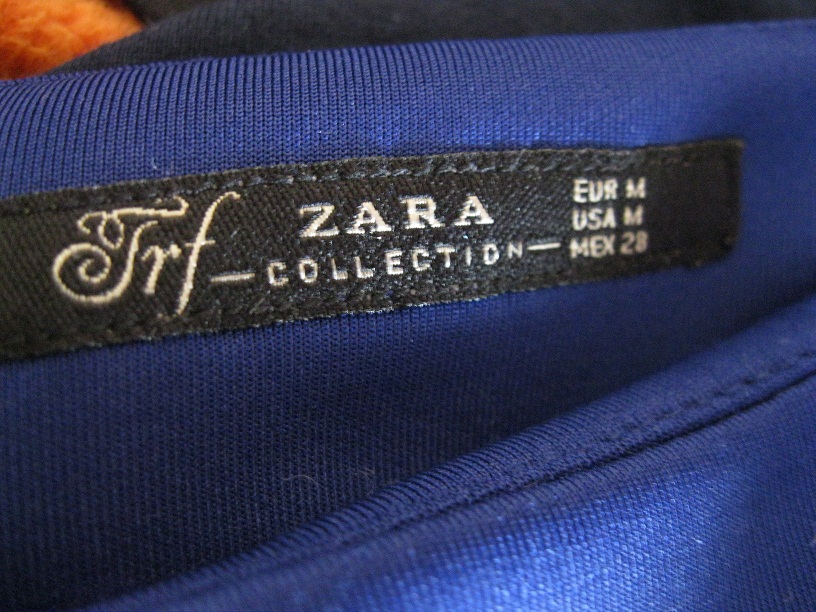 Trf
ZARA
COLLECTION
EUR M
USA M
MEX 28